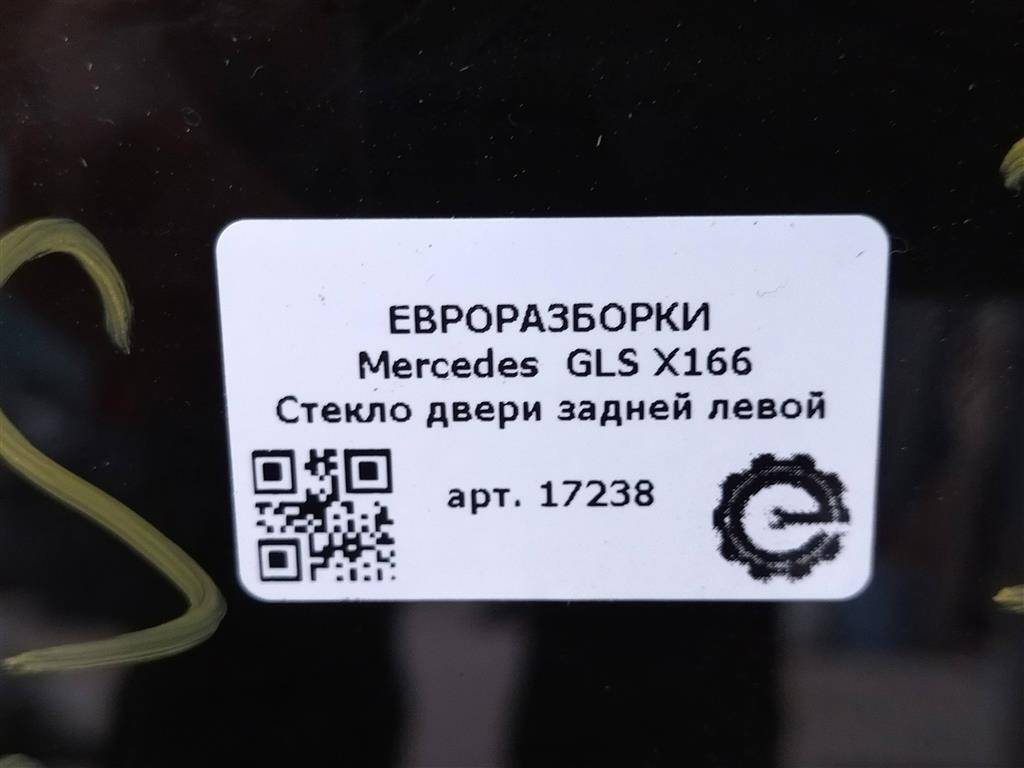 ЕВРОРАЗБОРКИ
Mercedes GLS X166
Стекло двери задней левой
арт. 17238